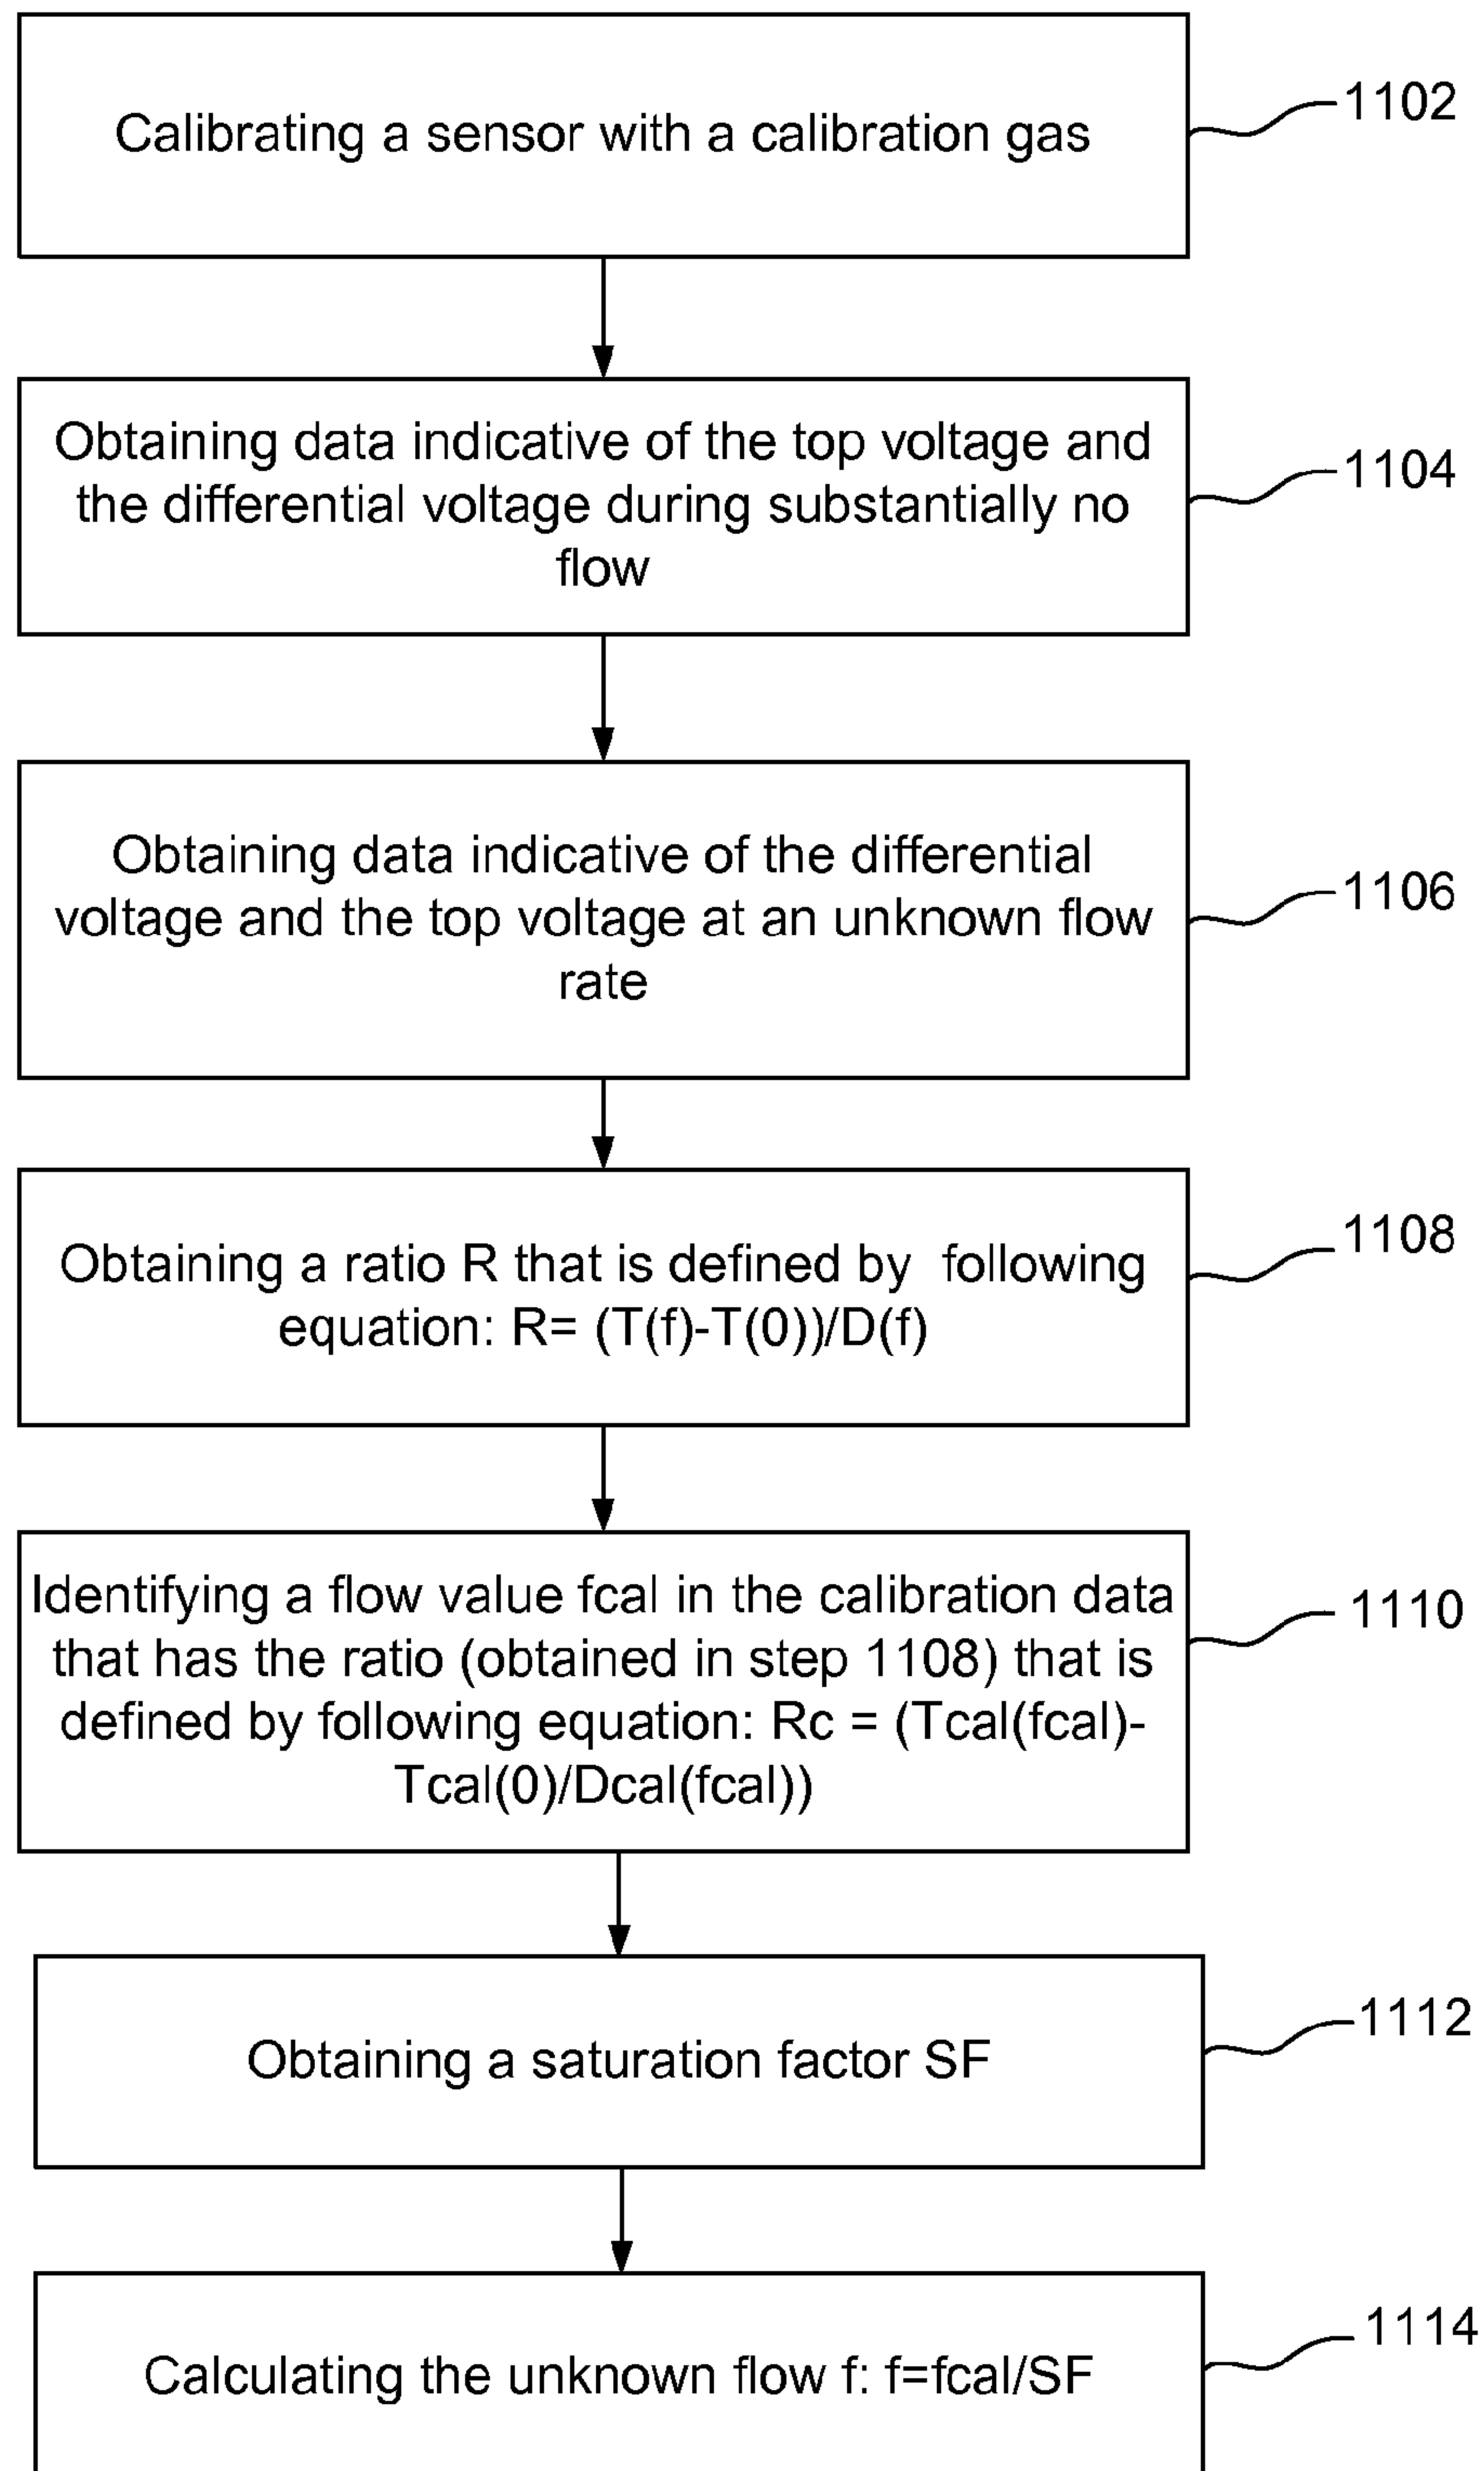 Calibrating a sensor with a calibration gas
1102
Obtaining data indicative of the top voltage and
the differential voltage during substantially no
flow
1104
Obtaining data indicative of the differential
voltage and the top voltage at an unknown flow
rate
1106
Obtaining a ratio R that is defined by following
equation: R= (T(f)-T(0))/D(f)
1108
Identifying a flow value fcal in the calibration data
that has the ratio (obtained in step 1108) that is
defined by following equation: Rc = (Tcal(fcal)-
Tcal(0)/Dcal(fcal))
1110
Obtaining a saturation factor SF
1112
Calculating the unknown flow f: f=fcal/SF
1114